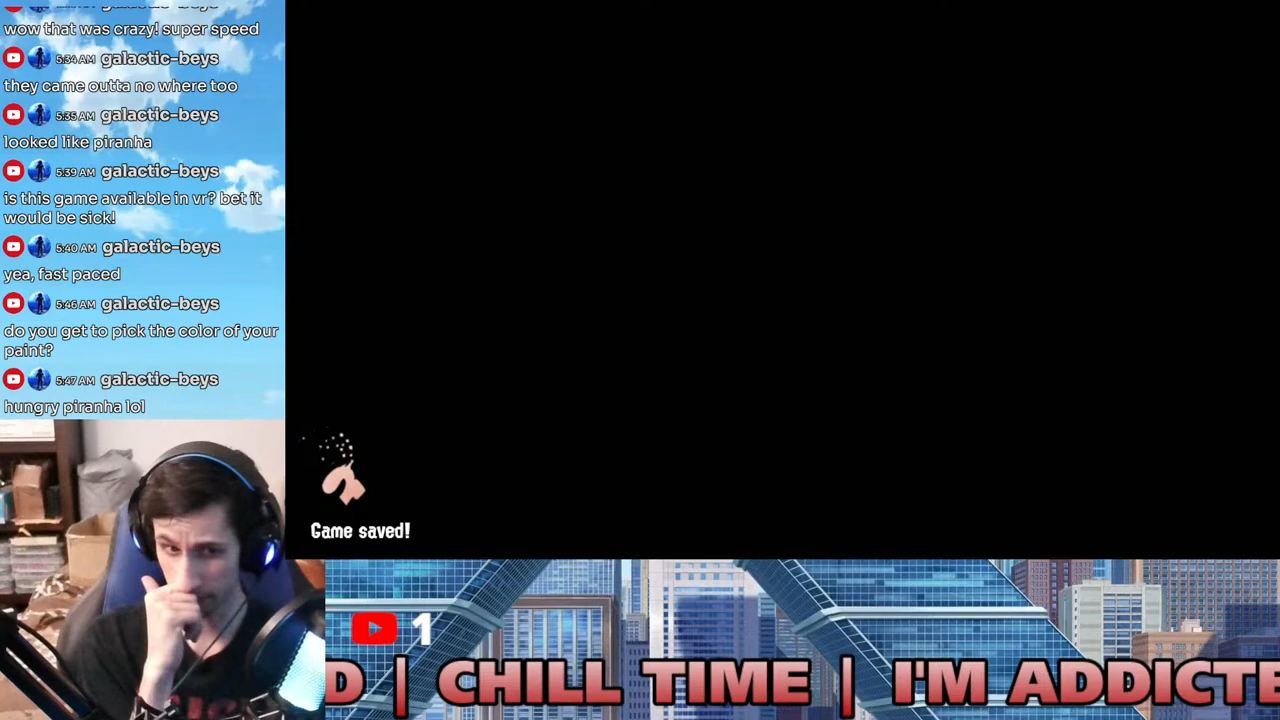 wow that was crazy! super speed
5:34 AM galactic-beys
they came outta no where too
5:35 AM galactic-beys
looked like piranha
5:39 AM galactic-beys
is this game available in vr? bet it
would be sick!
5:40 AM galactic-beys
yea, fast paced
5:46 AM galactic-beys
do you get to pick the color of your
paint?
5:47 AM galactic-beys
hungry piranha lol
Game saved!
1
D | CHILL TIME | I'M ADDICTE